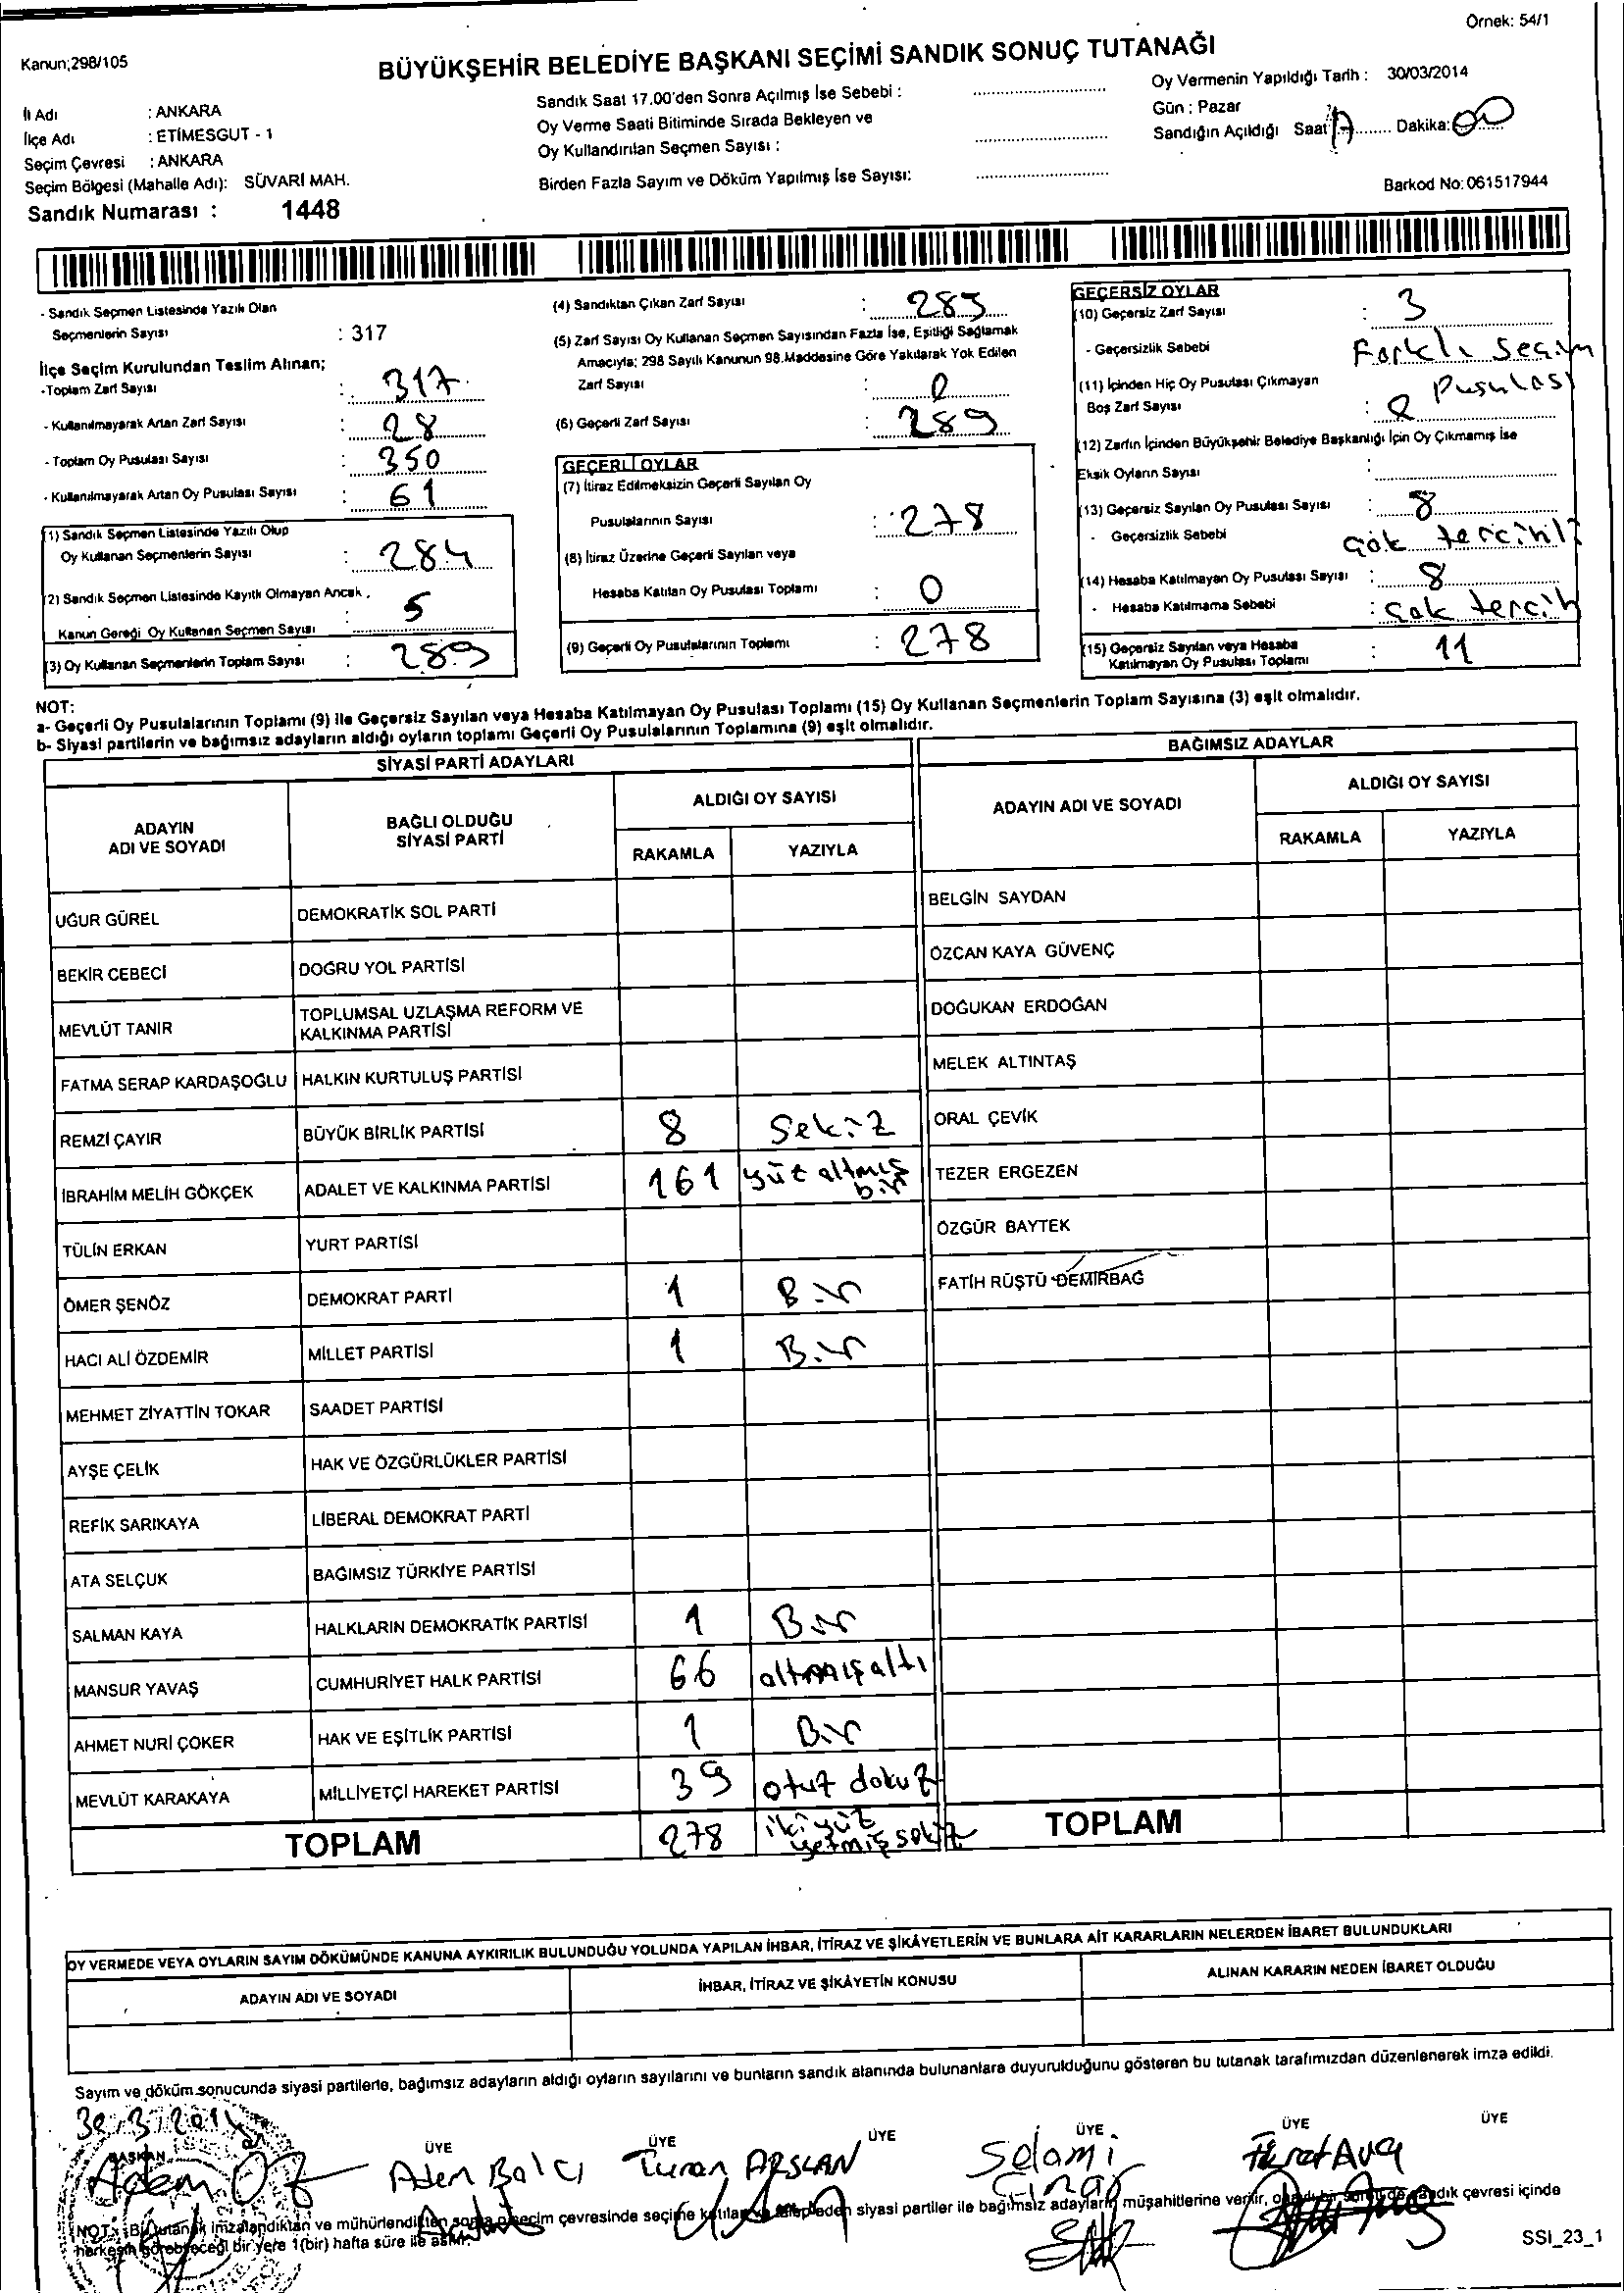 Örnek: 54/1
Kanun;298/105
BÜYÜKŞEHİR BELEDİYE BAŞKANI SEÇİMİ SANDIK SONUÇ TUTANAĞI
İl Adı : ANKARA
İlçe Adı : ETİMESGUT - 1
Seçim Çevresi : ANKARA
Seçim Bölgesi (Mahalle Adı): SÜVARİ MAH.
Sandık Numarası : 1448
Sandık Saat 17.00'den Sonra Açılmış İse Sebebi :
Oy Verme Saati Bitiminde Sırada Bekleyen ve
Oy Kullandırılan Seçmen Sayısı :
Birden Fazla Sayım ve Döküm Yapılmış İse Sayısı:
Oy Vermenin Yapıldığı Tarih : 30/03/2014
Gün : Pazar
Sandığın Açıldığı Saat Dakika: 00
Barkod No: 061517944
- Sandık Seçmen Listesinde Yazılı Olan
Seçmenlerin Sayısı : 317
İlçe Seçim Kurulundan Teslim Alınan;
-Toplam Zarf Sayısı : 317
- Kullanılmayarak Artan Zarf Sayısı : 28
- Toplam Oy Pusulası Sayısı : 350
- Kullanılmayarak Artan Oy Pusulası Sayısı : 61
(1) Sandık Seçmen Listesinde Yazılı Olup
Oy Kullanan Seçmenlerin Sayısı : 284
(2) Sandık Seçmen Listesinde Kayıtlı Olmayan Ancak
Kanun Gereği Oy Kullanan Seçmen Sayısı : 5
(3) Oy Kullanan Seçmenlerin Toplam Sayısı : 289
(4) Sandıktan Çıkan Zarf Sayısı : 289
(5) Zarf Sayısı Oy Kullanan Seçmen Sayısından Fazla İse, Eşitliği Sağlamak
Amacıyla; 298 Sayılı Kanunun 98.Maddesine Göre Yakılarak Yok Edilen
Zarf Sayısı : 0
(6) Geçerli Zarf Sayısı : 289
GEÇERLİ OYLAR
(7) İtiraz Edilmeksizin Geçerli Sayılan Oy
Pusulalarının Sayısı : 278
(8) İtiraz Üzerine Geçerli Sayılan veya
Hesaba Katılan Oy Pusulası Toplamı : 0
(9) Geçerli Oy Pusulalarının Toplamı : 278
GEÇERSİZ OYLAR
(10) Geçersiz Zarf Sayısı : 3
- Geçersizlik Sebebi Farklı seçim
pusulası
(11) İçinden Hiç Oy Pusulası Çıkmayan
Boş Zarf Sayısı : 0
(12) Zarfın İçinden Büyükşehir Belediye Başkanlığı İçin Oy Çıkmamış İse
Eksik Oyların Sayısı :
(13) Geçersiz Sayılan Oy Pusulası Sayısı : 8
- Geçersizlik Sebebi çok tercihli
(14) Hesaba Katılmayan Oy Pusulası Sayısı : 8
- Hesaba Katılmama Sebebi : çok tercih
(15) Geçersiz Sayılan veya Hesaba
Katılmayan Oy Pusulası Toplamı : 11
NOT:
a- Geçerli Oy Pusulalarının Toplamı (9) ile Geçersiz Sayılan veya Hesaba Katılmayan Oy Pusulası Toplamı (15) Oy Kullanan Seçmenlerin Toplam Sayısına (3) eşit olmalıdır.
b- Siyasi partilerin ve bağımsız adayların aldığı oyların toplamı Geçerli Oy Pusulalarının Toplamına (9) eşit olmalıdır.
SİYASİ PARTİ ADAYLARI
ADAYIN ADI VE SOYADI
BAĞLI OLDUĞU SİYASİ PARTİ
ALDIĞI OY SAYISI
RAKAMLA YAZIYLA
UĞUR GÜREL DEMOKRATİK SOL PARTİ
BEKİR CEBECİ DOĞRU YOL PARTİSİ
MEVLÜT TANIR TOPLUMSAL UZLAŞMA REFORM VE KALKINMA PARTİSİ
FATMA SERAP KARDAŞOĞLU HALKIN KURTULUŞ PARTİSİ
REMZİ ÇAYIR BÜYÜK BİRLİK PARTİSİ 8 Sekiz
İBRAHİM MELİH GÖKÇEK ADALET VE KALKINMA PARTİSİ 161 yüz altmış bir
TÜLİN ERKAN YURT PARTİSİ
ÖMER ŞENÖZ DEMOKRAT PARTİ 1 Bir
HACI ALİ ÖZDEMİR MİLLET PARTİSİ 1 Bir
MEHMET ZİYATTİN TOKAR SAADET PARTİSİ
AYŞE ÇELİK HAK VE ÖZGÜRLÜKLER PARTİSİ
REFİK SARIKAYA LİBERAL DEMOKRAT PARTİ
ATA SELÇUK BAĞIMSIZ TÜRKİYE PARTİSİ
SALMAN KAYA HALKLARIN DEMOKRATİK PARTİSİ 1 Bir
MANSUR YAVAŞ CUMHURİYET HALK PARTİSİ 66 altmışaltı
AHMET NURİ ÇOKER HAK VE EŞİTLİK PARTİSİ 1 Bir
MEVLÜT KARAKAYA MİLLİYETÇİ HAREKET PARTİSİ 39 otuz dokuz
TOPLAM 278 ikiyüz yetmiş sekiz
BAĞIMSIZ ADAYLAR
ADAYIN ADI VE SOYADI
ALDIĞI OY SAYISI
RAKAMLA YAZIYLA
BELGİN SAYDAN
ÖZCAN KAYA GÜVENÇ
DOĞUKAN ERDOĞAN
MELEK ALTINTAŞ
ORAL ÇEVİK
TEZER ERGEZEN
ÖZGÜR BAYTEK
FATİH RÜŞTÜ DEMİRBAĞ
TOPLAM
OY VERMEDE VEYA OYLARIN SAYIM DÖKÜMÜNDE KANUNA AYKIRILIK BULUNDUĞU YOLUNDA YAPILAN İHBAR, İTİRAZ VE ŞİKÂYETLERİN VE BUNLARA AİT KARARLARIN NELERDEN İBARET BULUNDUKLARI
ADAYIN ADI VE SOYADI İHBAR, İTİRAZ VE ŞİKÂYETİN KONUSU ALINAN KARARIN NEDEN İBARET OLDUĞU
Sayım ve döküm sonucunda siyasi partilerle, bağımsız adayların aldığı oyların sayılarını ve bunların sandık alanında bulunanlara duyurulduğunu gösteren bu tutanak tarafımızdan düzenlenerek imza edildi.
30/3/2014
BAŞKAN ÜYE ÜYE ÜYE ÜYE ÜYE ÜYE
Adem Adem Balcı Turan ARSLAN Selami Çınar Fikret Avcı
NOT : Bu tutanak imzalandıktan ve mühürlendikten sonra o seçim çevresinde seçime katılan ve talep eden siyasi partiler ile bağımsız adayların müşahitlerine verilir, sandık çevresi içinde
herkesin görebileceği bir yere 1(bir) hafta süre ile asılır.
SSİ_23_1